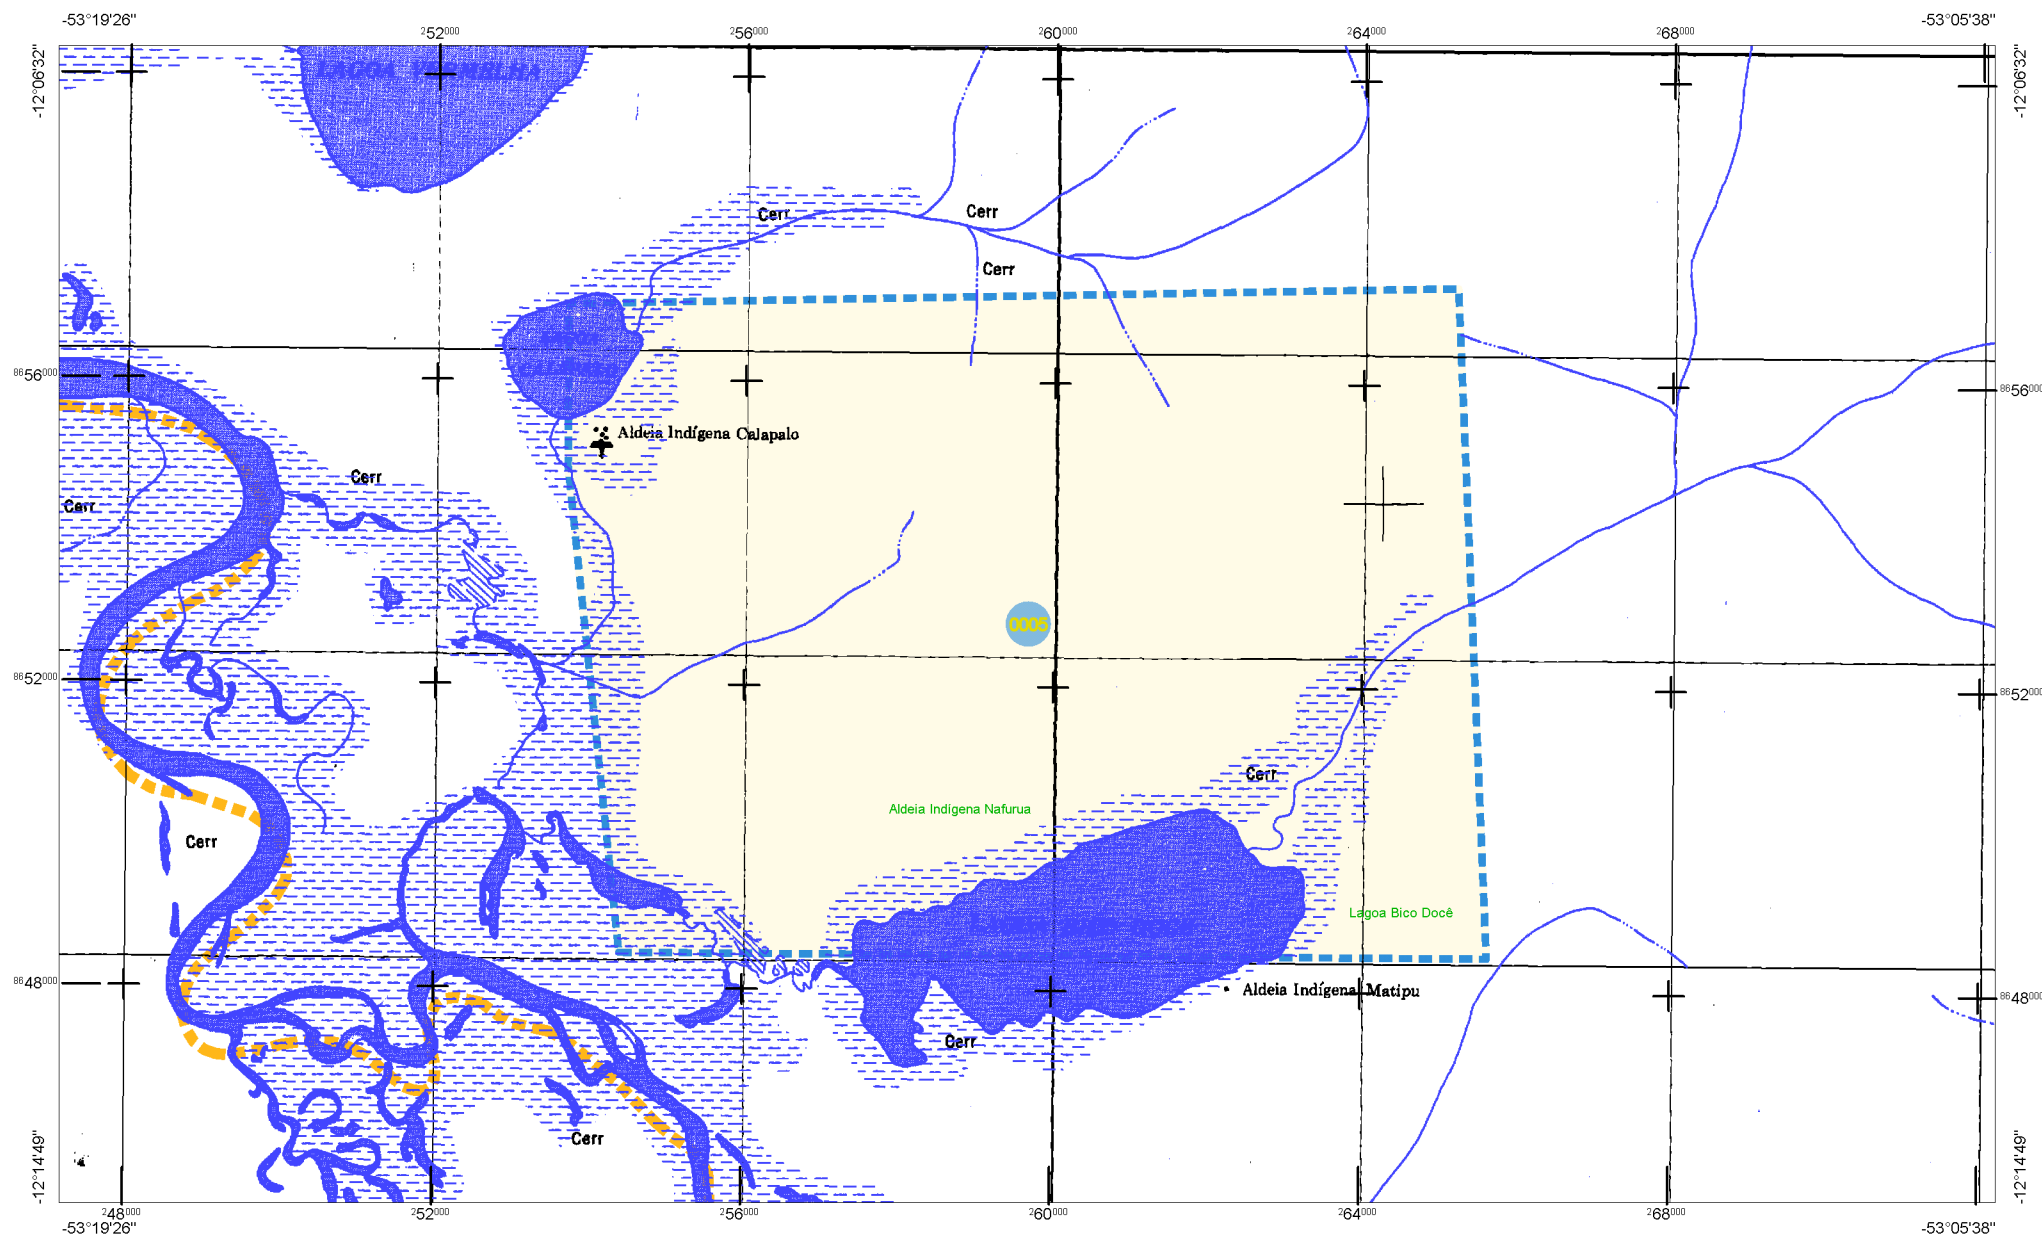 -53°19'26"
-53°05'38"
252000
256000
260000
264000
268000
-12°06'32"
-12°06'32"
LAGOA VERMELHA
Cerr
Cerr
Cerr
8656000
8656000
Aldeia Indígena Calapalo
Cerr
Cerr
0005
8652000
8652000
Cerr
Aldeia Indígena Nafurua
Cerr
Lagoa Bico Docê
8648000
8648000
Aldeia Indígena Matipu
Cerr
Cerr
-12°14'49"
-12°14'49"
248000
252000
256000
260000
264000
268000
-53°19'26"
-53°05'38"